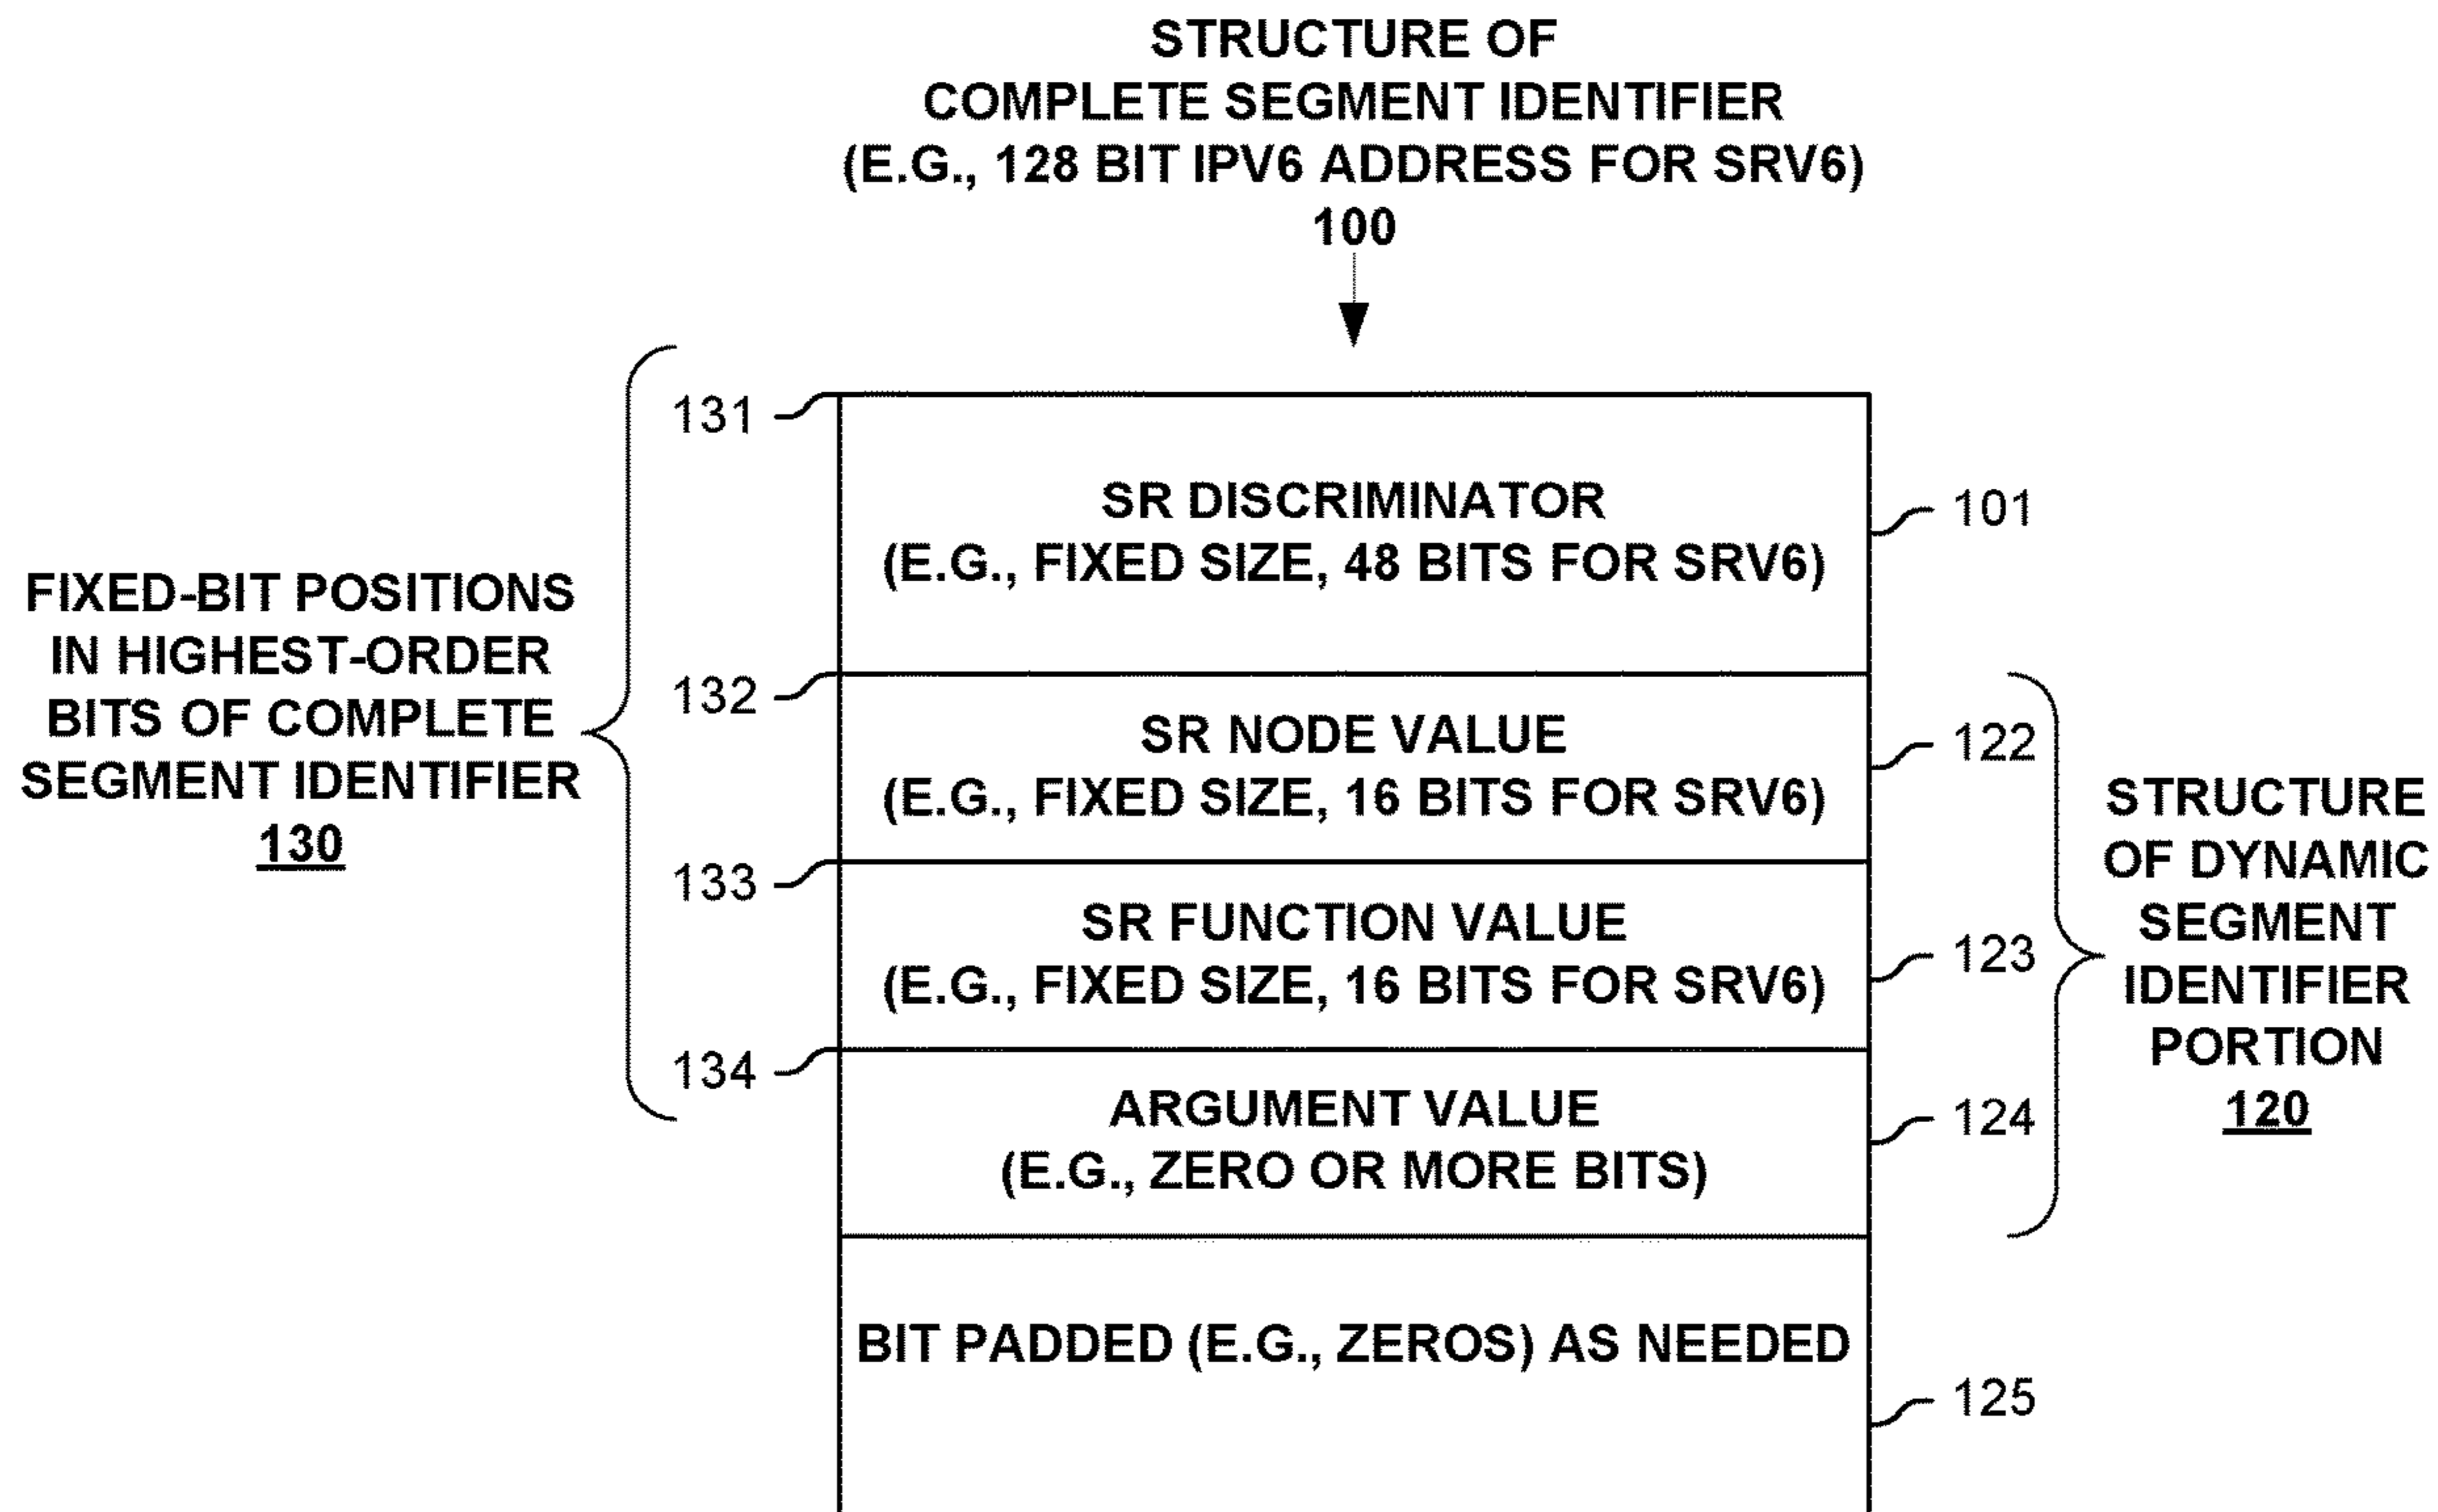 STRUCTURE OF
COMPLETE SEGMENT IDENTIFIER
(E.G., 128 BIT IPV6 ADDRESS FOR SRV6)
100
FIXED-BIT POSITIONS
IN HIGHEST-ORDER
BITS OF COMPLETE
SEGMENT IDENTIFIER
130
131
132
133
134
SR DISCRIMINATOR
(E.G., FIXED SIZE, 48 BITS FOR SRV6)
SR NODE VALUE
(E.G., FIXED SIZE, 16 BITS FOR SRV6)
SR FUNCTION VALUE
(E.G., FIXED SIZE, 16 BITS FOR SRV6)
ARGUMENT VALUE
(E.G., ZERO OR MORE BITS)
BIT PADDED (E.G., ZEROS) AS NEEDED
101
122
123
124
125
STRUCTURE
OF DYNAMIC
SEGMENT
IDENTIFIER
PORTION
120